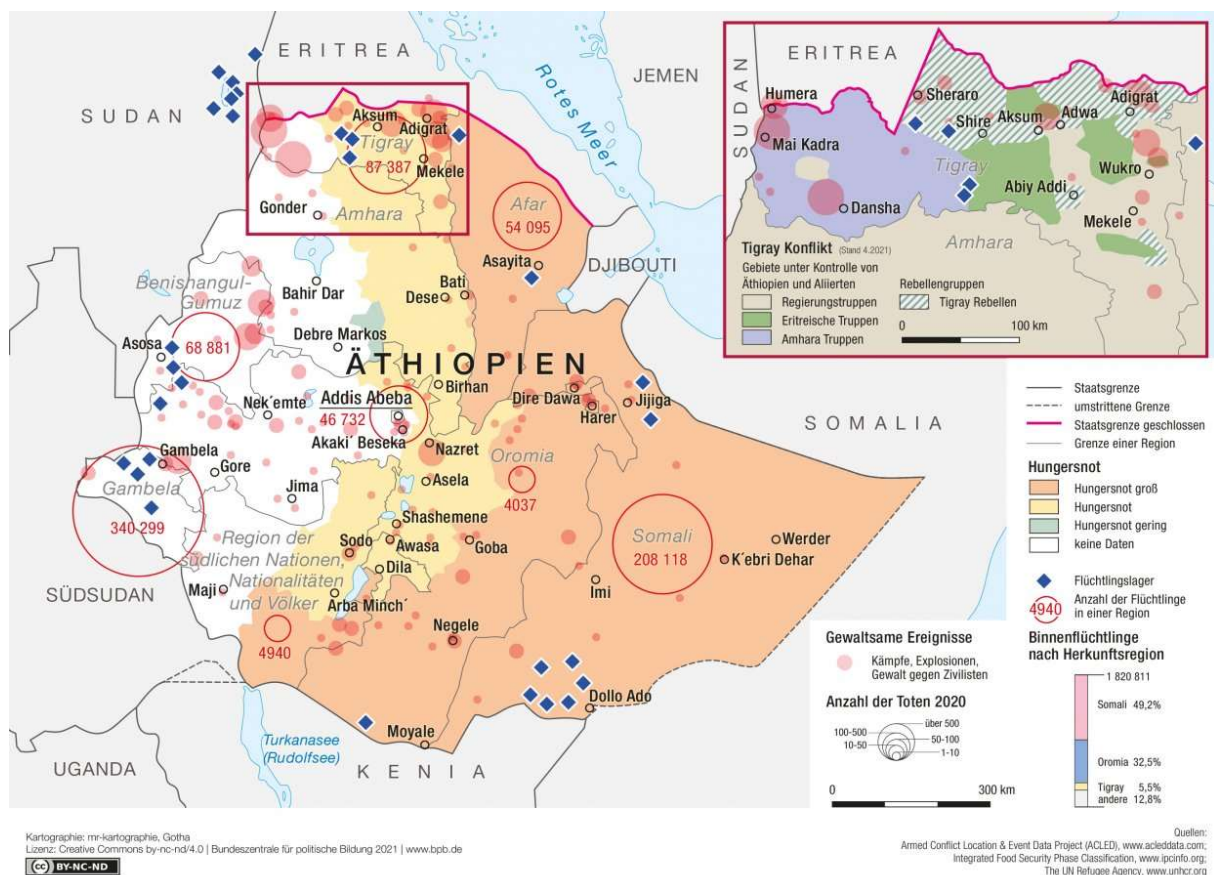 ERITREA
SUDAN
Rotes Meer
JEMEN
Aksum
Adigrat
Tigray
87 387
Mekele
Gonder
Amhara
Afar
54 095
Asayita
DJIBOUTI
Benishangul-
Gumuz
Bahir Dar
Bati
Dese
Debre Markos
Asosa
68 881
ÄTHIOPIEN
Birhan
Addis Abeba
46 732
Nek´emte
Akaki´ Beseka
Dire Dawa
Harer
Jijiga
SOMALIA
Nazret
Gambela
Gore
Oromia
4037
Asela
Jima
Gambela
340 299
Shashemene
Region der
südlichen Nationen,
Nationalitäten
und Völker
Sodo
Awasa
Goba
Dila
Somali
208 118
Werder
K´ebri Dehar
Imi
SÜDSUDAN
Maji
Arba Minch´
4940
Negele
Dollo Ado
Moyale
Turkanasee
(Rudolfsee)
UGANDA
KENIA
ERITREA
SUDAN
Humera
Mai Kadra
Sheraro
Shire
Aksum
Adwa
Adigrat
Tigray
Wukro
Abiy Addi
Dansha
Mekele
Amhara
Tigray Konflikt (Stand 4.2021)
Gebiete unter Kontrolle von
Äthiopien und Aliierten
Regierungstruppen
Eritreische Truppen
Amhara Truppen
Rebellengruppen
Tigray Rebellen
0 100 km
Staatsgrenze
umstrittene Grenze
Staatsgrenze geschlossen
Grenze einer Region
Hungersnot
Hungersnot groß
Hungersnot
Hungersnot gering
keine Daten
Flüchtlingslager
4940
Anzahl der Flüchtlinge
in einer Region
Gewaltsame Ereignisse
Kämpfe, Explosionen,
Gewalt gegen Zivilisten
Anzahl der Toten 2020
über 500
100-500
50-100
10-50
1-10
0 300 km
Binnenflüchtlinge
nach Herkunftsregion
1 820 811
Somali 49,2%
Oromia 32,5%
Tigray 5,5%
andere 12,8%
Kartographie: mr-kartographie, Gotha
Lizenz: Creative Commons by-nc-nd/4.0 | Bundeszentrale für politische Bildung 2021 | www.bpb.de
cc BY-NC-ND
Quellen:
Armed Conflict Location & Event Data Project (ACLED), www.acleddata.com;
Integrated Food Security Phase Classification, www.ipcinfo.org;
The UN Refugee Agency, www.unhcr.org